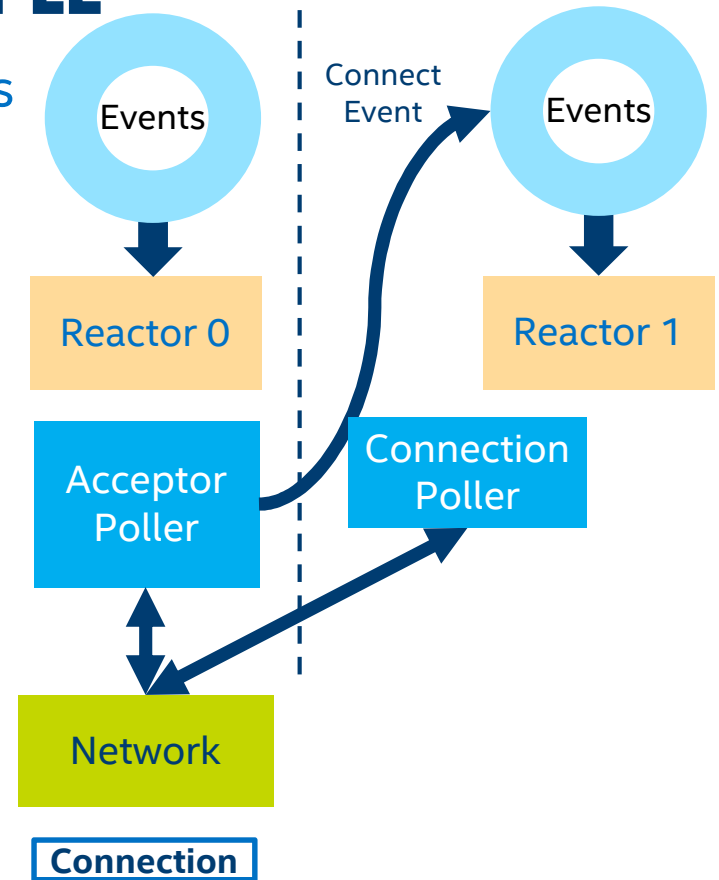 s
Events
Connect
Event
Events
Reactor 0
Reactor 1
Acceptor
Poller
Connection
Poller
Network
Connection